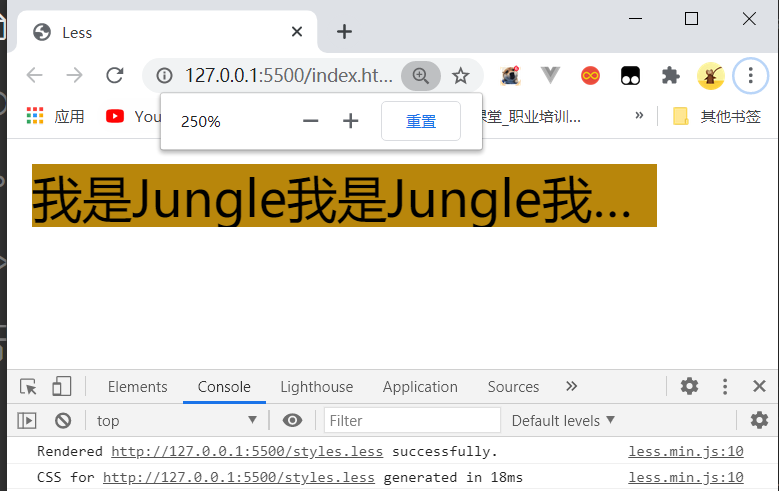 Less
127.0.0.1:5500/index.ht...
应用
You
课堂_职业培训...
»
其他书签
250%
重置
我是Jungle我是Jungle我...
Elements Console Lighthouse Application Sources »
top Filter Default levels
Rendered http://127.0.0.1:5500/styles.less successfully. less.min.js:10
CSS for http://127.0.0.1:5500/styles.less generated in 18ms less.min.js:10